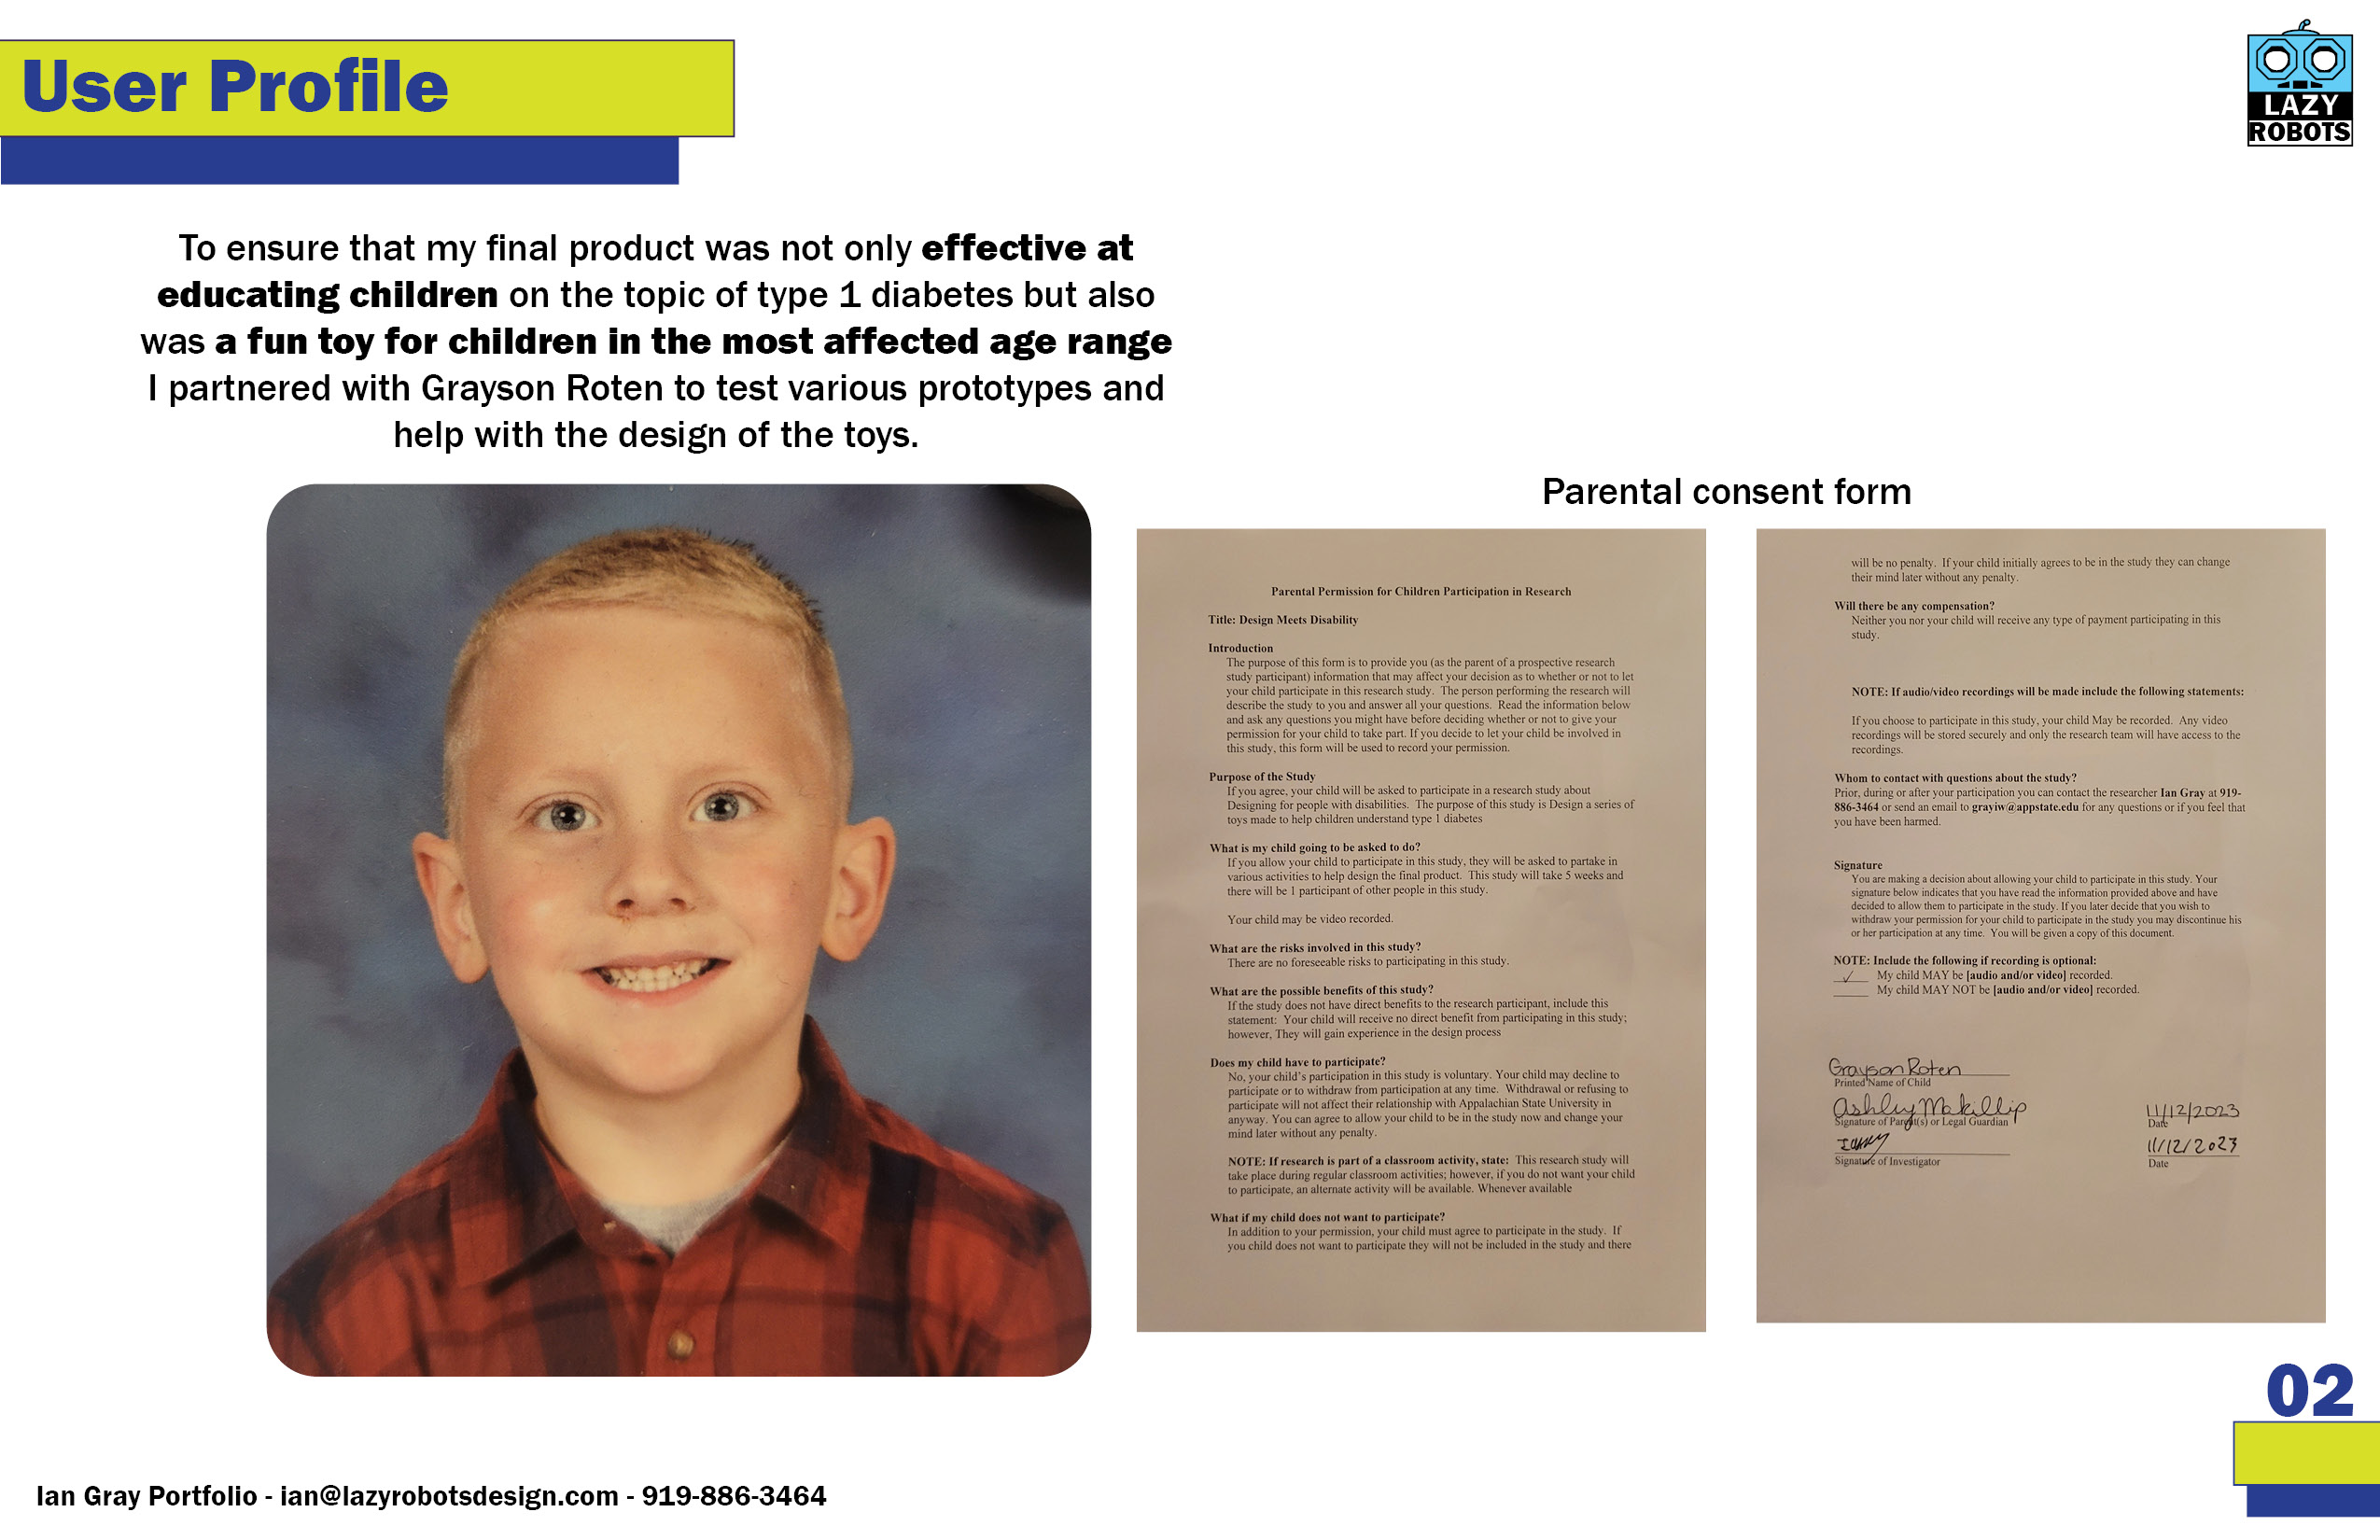 User Profile
LAZY
ROBOTS
To ensure that my final product was not only effective at
educating children on the topic of type 1 diabetes but also
was a fun toy for children in the most affected age range
I partnered with Grayson Roten to test various prototypes and
help with the design of the toys.
Parental consent form
Parental Permission for Children Participation in Research
Title: Design Meets Disability
Introduction
The purpose of this form is to provide you (as the parent of a prospective research
study participant) information that may affect your decision as to whether or not to let
your child participate in this research study. The person performing the research will
describe the study to you and answer all your questions. Read the information below
and ask any questions you might have before deciding whether or not to give your
permission for your child to take part. If you decide to let your child be involved in
this study, this form will be used to record your permission.
Purpose of the Study
If you agree, your child will be asked to participate in a research study about
Designing for people with disabilities. The purpose of this study is Design a series of
toys made to help children understand type 1 diabetes
What is my child going to be asked to do?
If you allow your child to participate in this study, they will be asked to partake in
various activities to help design the final product. This study will take 5 weeks and
there will be 1 participant of other people in this study.
Your child may be video recorded.
What are the risks involved in this study?
There are no foreseeable risks to participating in this study.
What are the possible benefits of this study?
If the study does not have direct benefits to the research participant, include this
statement: Your child will receive no direct benefit from participating in this study;
however, They will gain experience in the design process
Does my child have to participate?
No, your child's participation in this study is voluntary. Your child may decline to
participate or to withdraw from participation at any time. Withdrawal or refusing to
participate will not affect their relationship with Appalachian State University in
anyway. You can agree to allow your child to be in the study now and change your
mind later without any penalty.
NOTE: If research is part of a classroom activity, state: This research study will
take place during regular classroom activities; however, if you do not want your child
to participate, an alternate activity will be available. Whenever available
What if my child does not want to participate?
In addition to your permission, your child must agree to participate in the study. If
you child does not want to participate they will not be included in the study and there
will be no penalty. If your child initially agrees to be in the study they can change
their mind later without any penalty.
Will there be any compensation?
Neither you nor your child will receive any type of payment participating in this
study.
NOTE: If audio/video recordings will be made include the following statements:
If you choose to participate in this study, your child May be recorded. Any video
recordings will be stored securely and only the research team will have access to the
recordings.
Whom to contact with questions about the study?
Prior, during or after your participation you can contact the researcher Ian Gray at 919-
886-3464 or send an email to grayiw@appstate.edu for any questions or if you feel that
you have been harmed.
Signature
You are making a decision about allowing your child to participate in this study. Your
signature below indicates that you have read the information provided above and have
decided to allow them to participate in the study. If you later decide that you wish to
withdraw your permission for your child to participate in the study you may discontinue his
or her participation at any time. You will be given a copy of this document.
NOTE: Include the following if recording is optional:
✓ My child MAY be [audio and/or video] recorded.
My child MAY NOT be [audio and/or video] recorded.
Grayson Roten
Printed Name of Child
Ashley Makillip 11/12/2023
Signature of Parent(s) or Legal Guardian Date
11/12/2023
Signature of Investigator Date
02
Ian Gray Portfolio - ian@lazyrobotsdesign.com - 919-886-3464